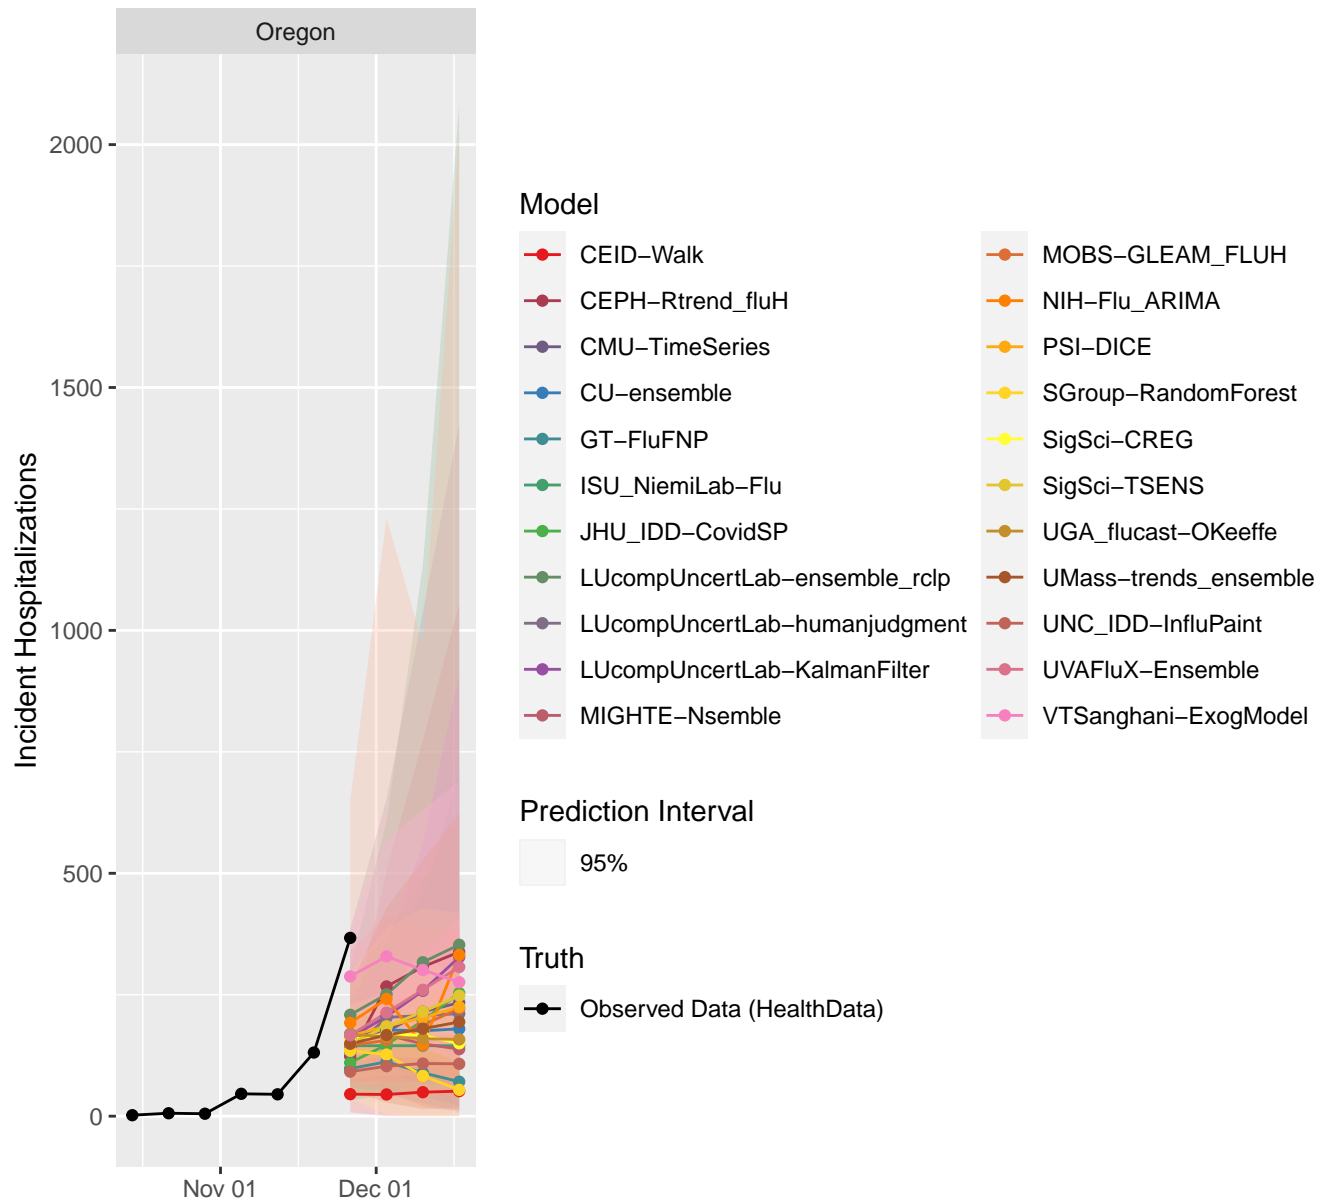 Oregon
Incident Hospitalizations
2000
1500
1000
500
0
Nov 01
Dec 01
Model
CEID−Walk
CEPH−Rtrend_fluH
CMU−TimeSeries
CU−ensemble
GT−FluFNP
ISU_NiemiLab−Flu
JHU_IDD−CovidSP
LUcompUncertLab−ensemble_rclp
LUcompUncertLab−humanjudgment
LUcompUncertLab−KalmanFilter
MIGHTE−Nsemble
MOBS−GLEAM_FLUH
NIH−Flu_ARIMA
PSI−DICE
SGroup−RandomForest
SigSci−CREG
SigSci−TSENS
UGA_flucast−OKeeffe
UMass−trends_ensemble
UNC_IDD−InfluPaint
UVAFluX−Ensemble
VTSanghani−ExogModel
Prediction Interval
95%
Truth
Observed Data (HealthData)